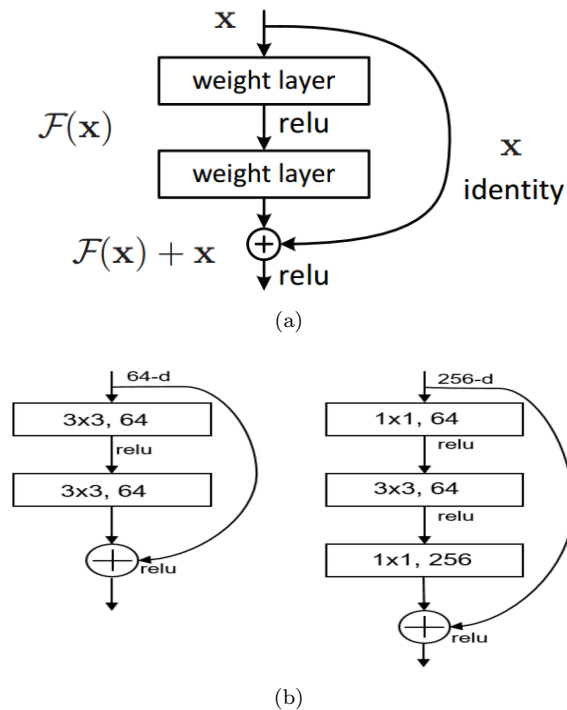 x
weight layer
F(x)
relu
x
weight layer
identity
F(x) + x
relu
(a)
64-d
3x3, 64
relu
3x3, 64
relu
256-d
1x1, 64
relu
3x3, 64
relu
1x1, 256
relu
(b)